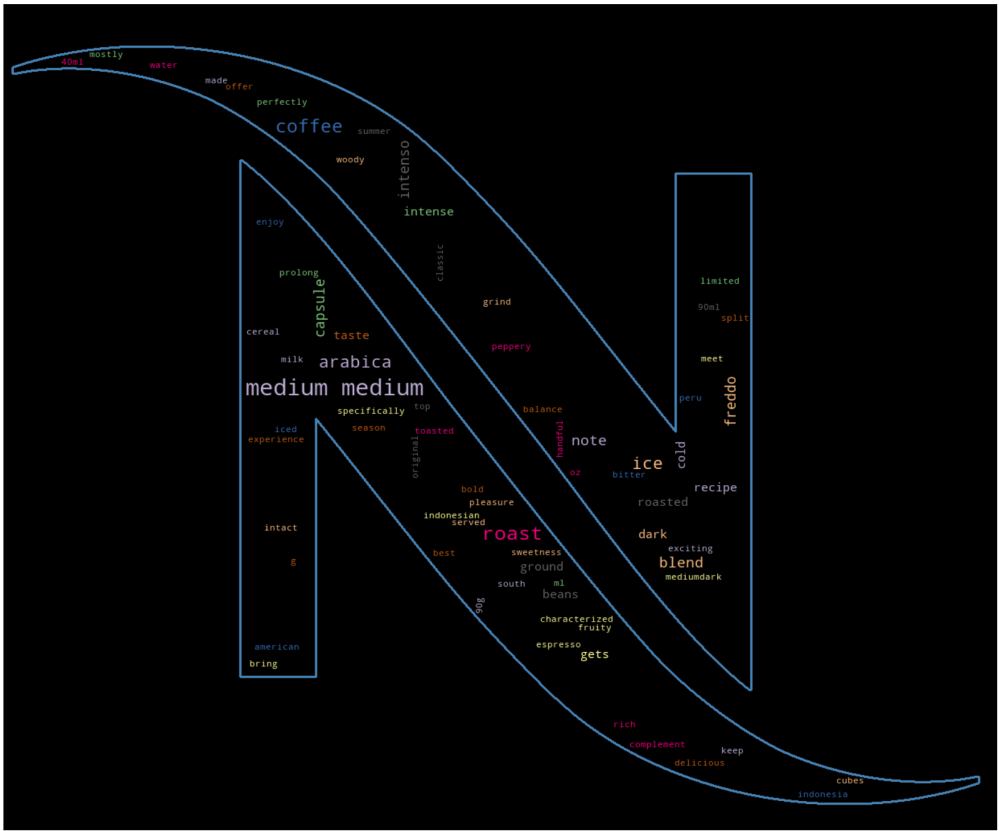 mostly
40ml
water
made
offer
perfectly
coffee
summer
intenso
woody
intense
enjoy
classic
prolong
limited
capsule
grind
90ml
split
cereal
taste
peppery
milk
arabica
meet
medium medium
freddo
peru
specifically
top
balance
iced
season
toasted
handful
experience
original
note
cold
ice
oz
bitter
bold
recipe
pleasure
roasted
indonesian
served
intact
roast
dark
best
sweetness
exciting
g
ground
blend
south
ml
mediumdark
beans
90g
characterized
fruity
american
espresso
bring
gets
rich
complement
keep
delicious
cubes
indonesia